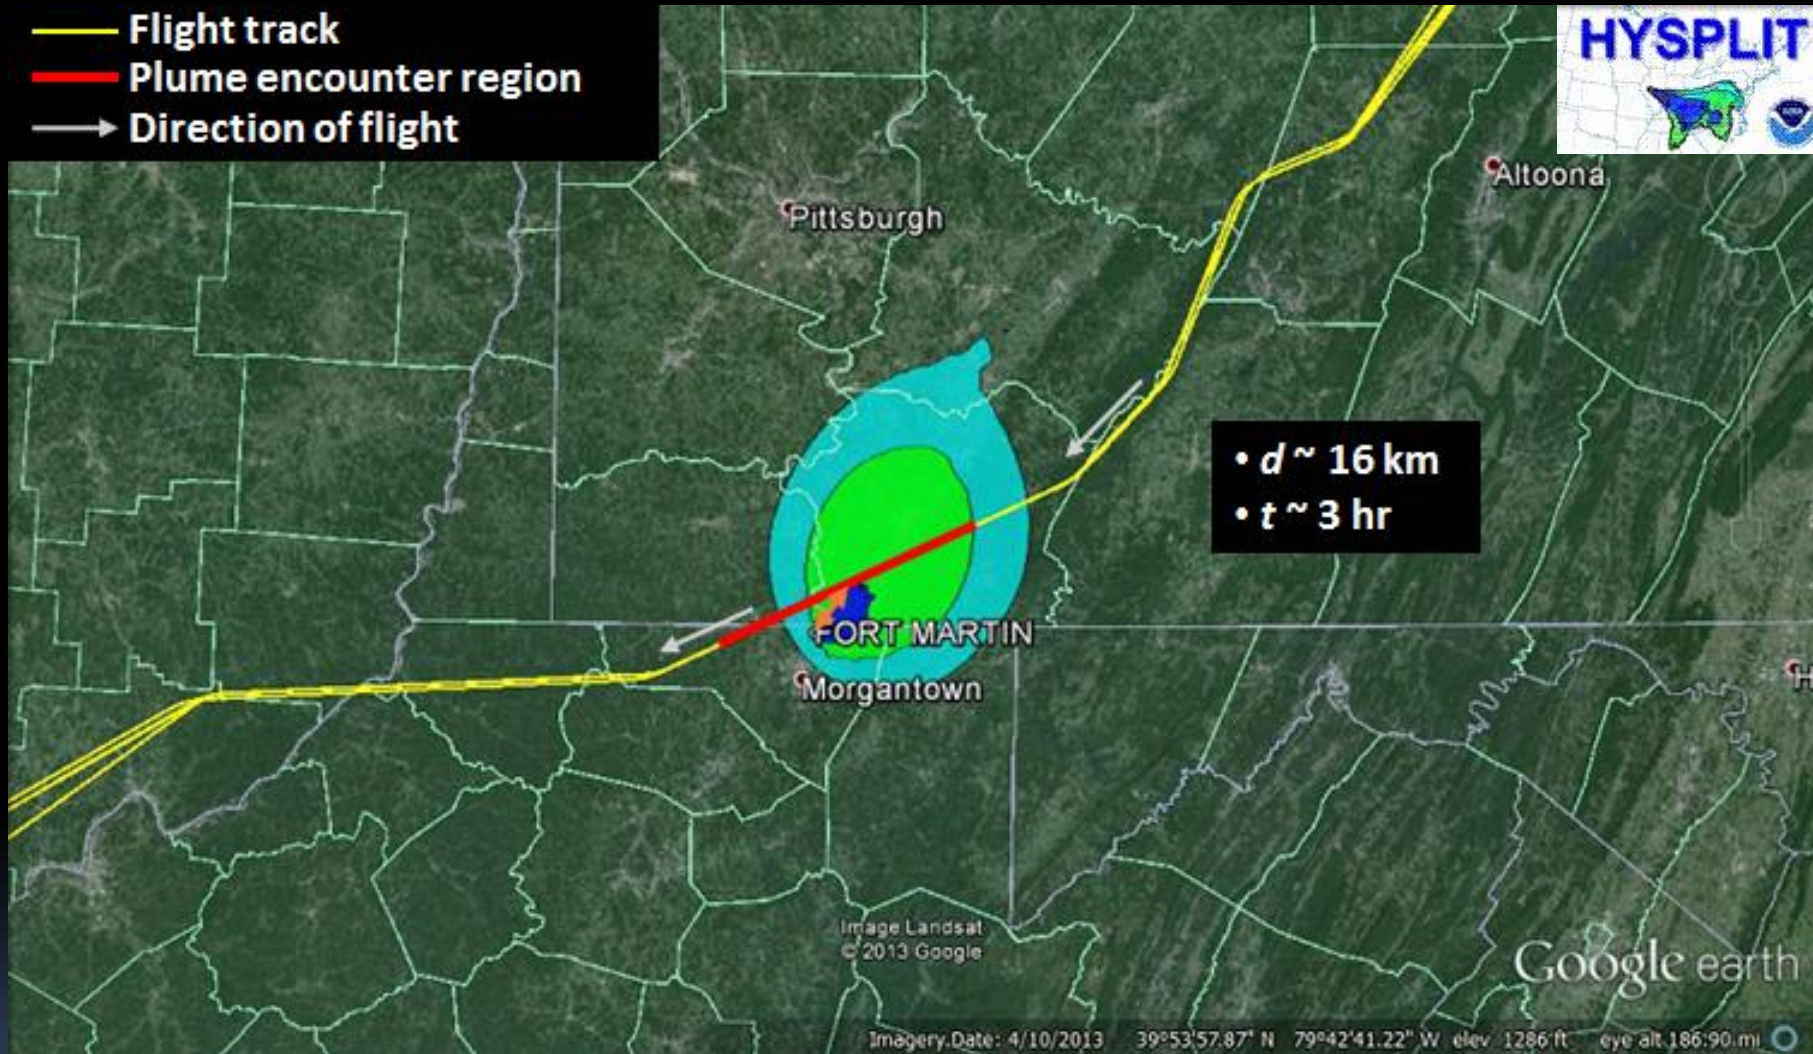 Flight track
Plume encounter region
Direction of flight
HYSPLIT
Altoona
Pittsburgh
• d ~ 16 km
• t ~ 3 hr
FORT MARTIN
Morgantown
H
Image Landsat
© 2013 Google
Google earth
Imagery Date: 4/10/2013 39°53'57.87" N 79°42'41.22" W elev 1286 ft eye alt 186.90 mi